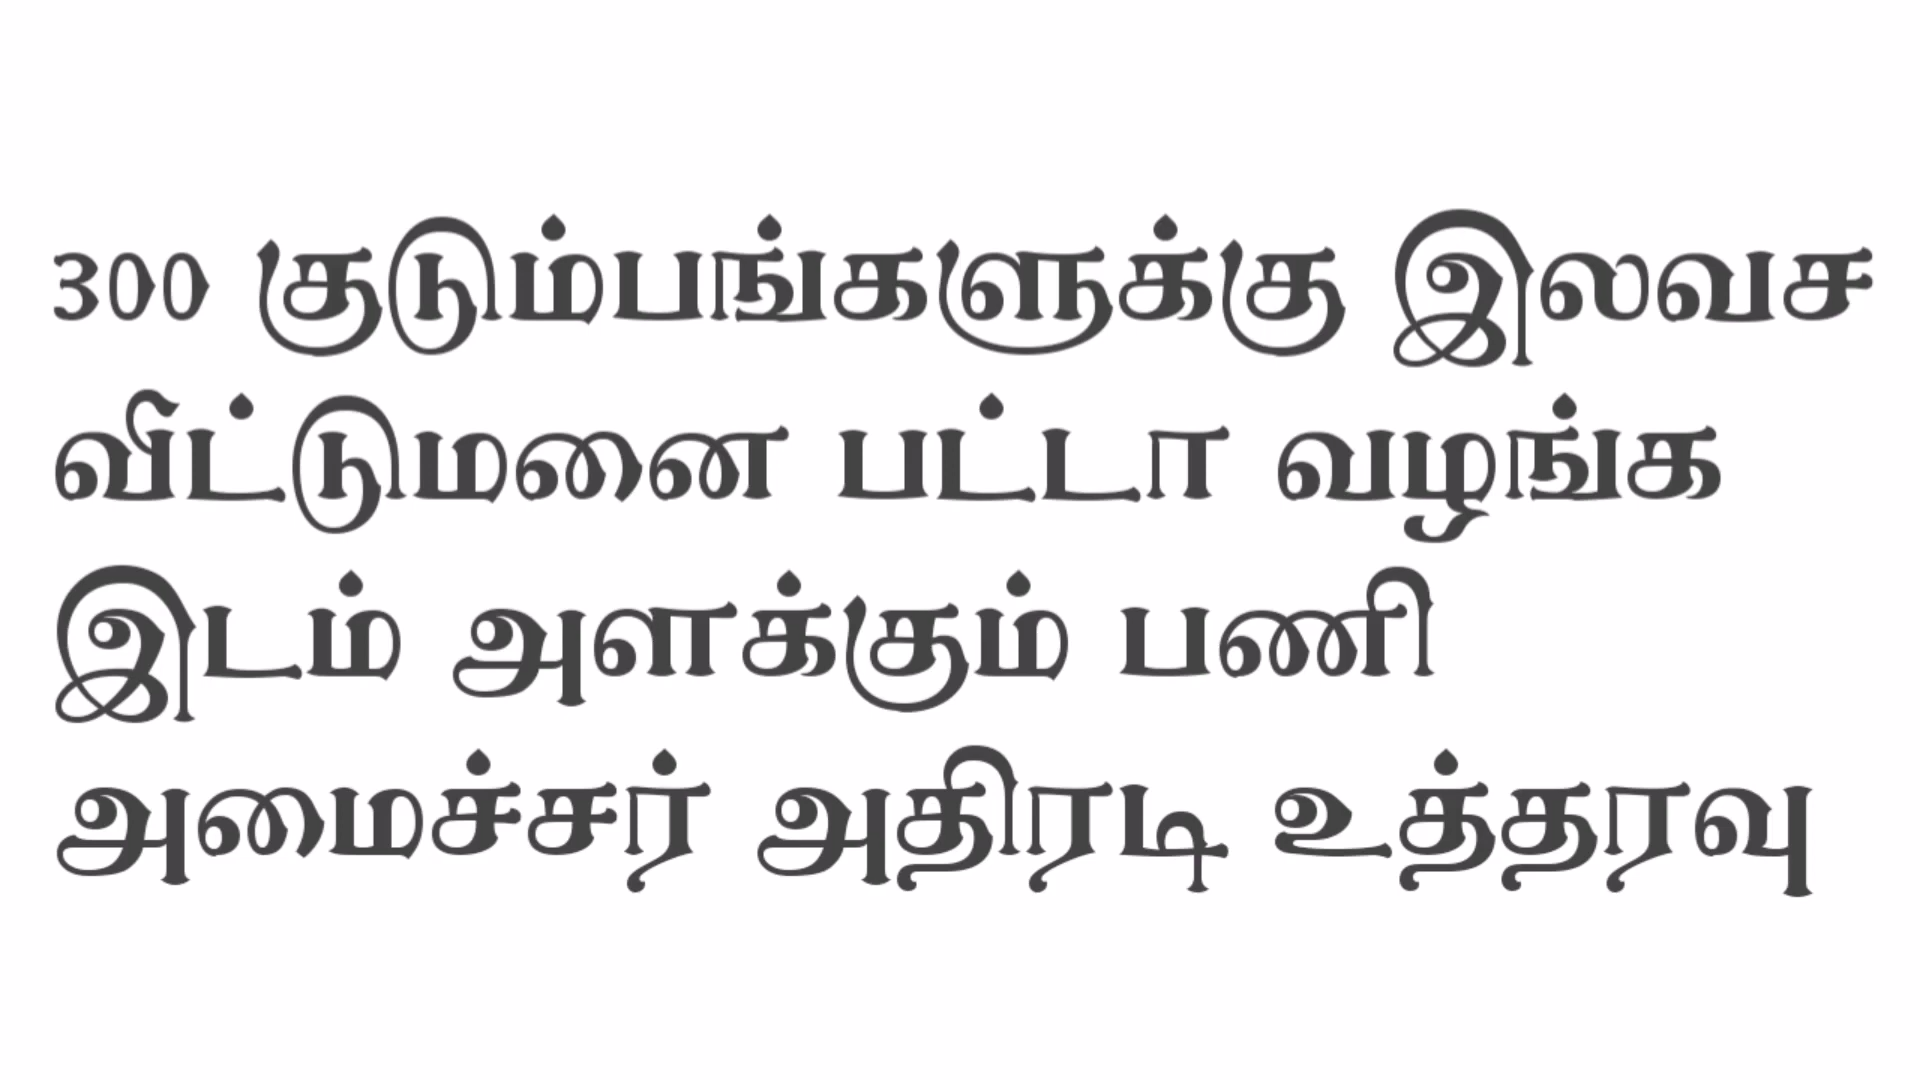 300 குடும்பங்களுக்கு இலவச
விட்டுமனை பட்டா வழங்க
இடம் அளக்கும் பணி
அமைச்சர் அதிரடி உத்தரவு